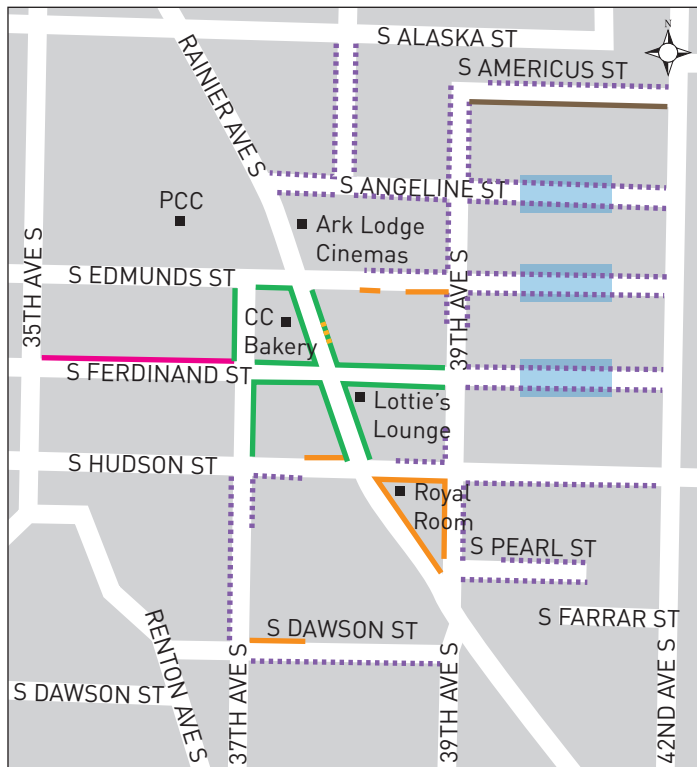 S ALASKA ST
RAINIER AVE S
S AMERICUS ST
S ANGELINE ST
PCC
Ark Lodge
Cinemas
35TH AVE S
S EDMUNDS ST
39TH AVE S
CC
Bakery
S FERDINAND ST
Lottie's
Lounge
S HUDSON ST
Royal
Room
S PEARL ST
S FARRAR ST
S DAWSON ST
RENTON AVE S
S DAWSON ST
37TH AVE S
39TH AVE S
42ND AVE S